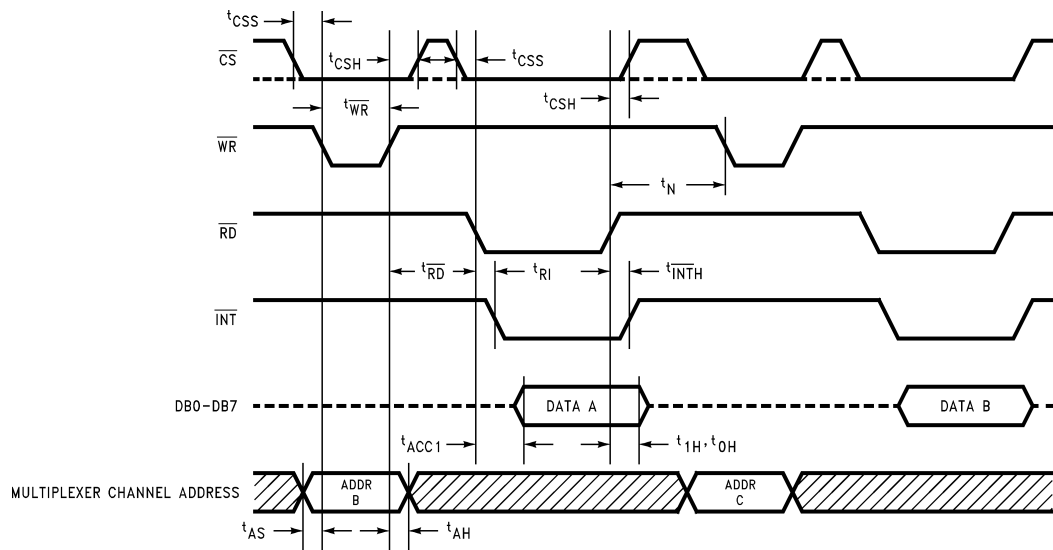 tCSS
CS
tCSH
tCSS
tWR
tCSH
WR
tN
RD
tRD
tRI
tINTH
INT
DB0-DB7
DATA A
DATA B
tACC1
t1H, t0H
MULTIPLEXER CHANNEL ADDRESS
ADDR
B
ADDR
C
tAS
tAH